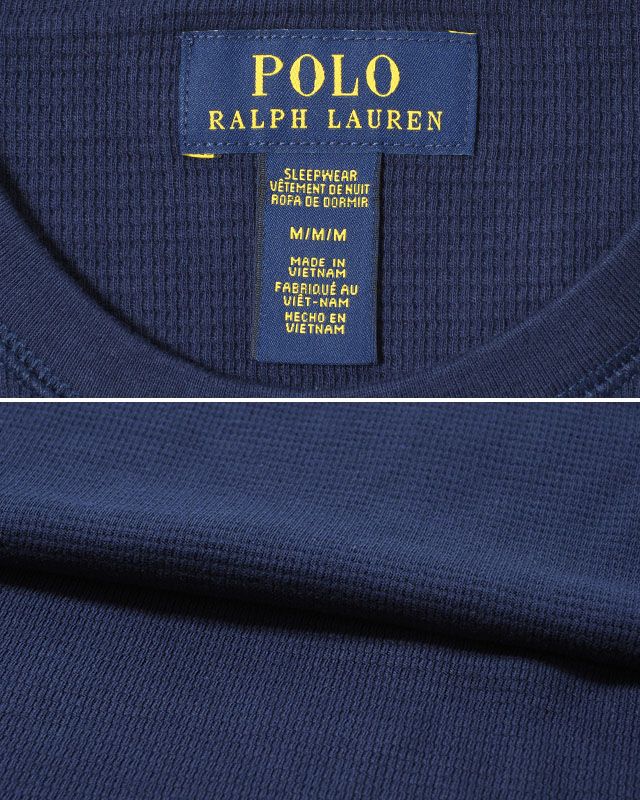 POLO
RALPH LAUREN
SLEEPWEAR
VÊTEMENT DE NUIT
ROPA DE DORMIR
M/M/M
MADE IN
VIETNAM
FABRIQUÉ AU
VIÊT-NAM
HECHO EN
VIETNAM